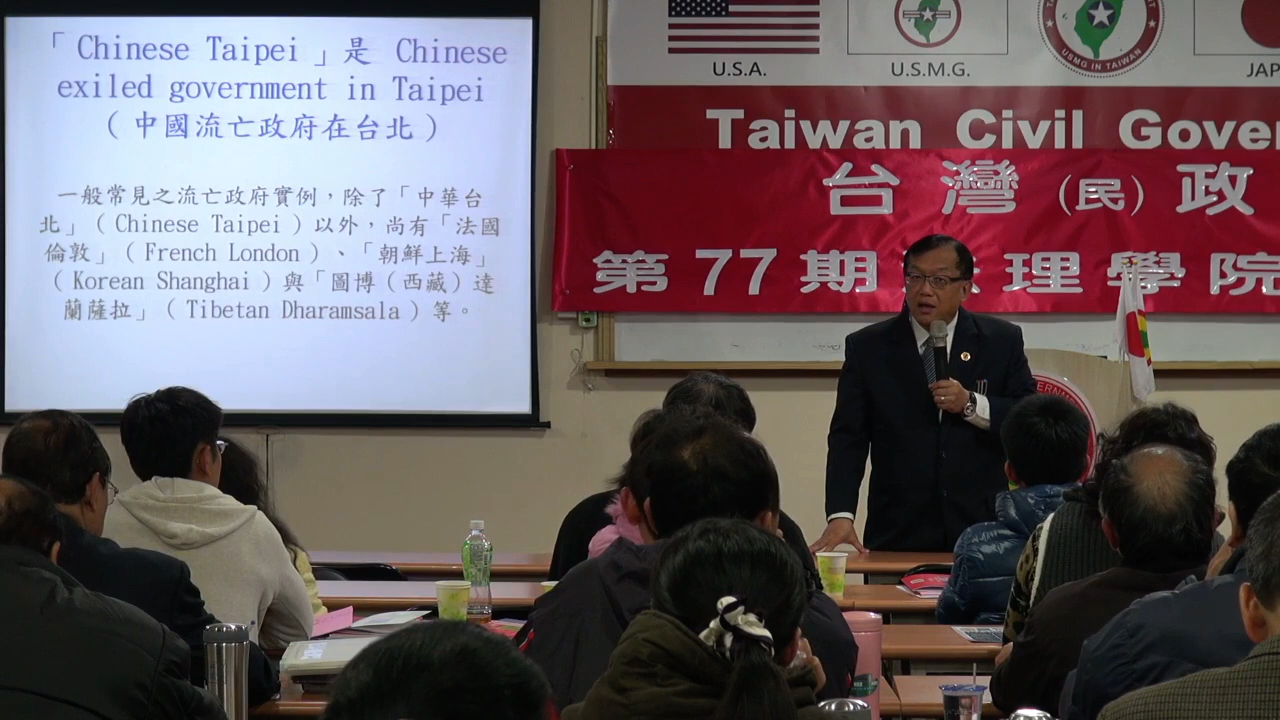 「Chinese Taipei」是 Chinese
exiled government in Taipei
(中國流亡政府在台北)
一般常見之流亡政府實例,除了「中華台
北」(Chinese Taipei)以外,尚有「法國
倫敦」(French London)、「朝鮮上海」
(Korean Shanghai)與「圖博(西藏)達
蘭薩拉」(Tibetan Dharamsala)等。
U.S.A.
U.S.M.G.
USMG IN TAIWAN
JAP
Taiwan Civil Gover
台灣(民)政
第77期 理學院